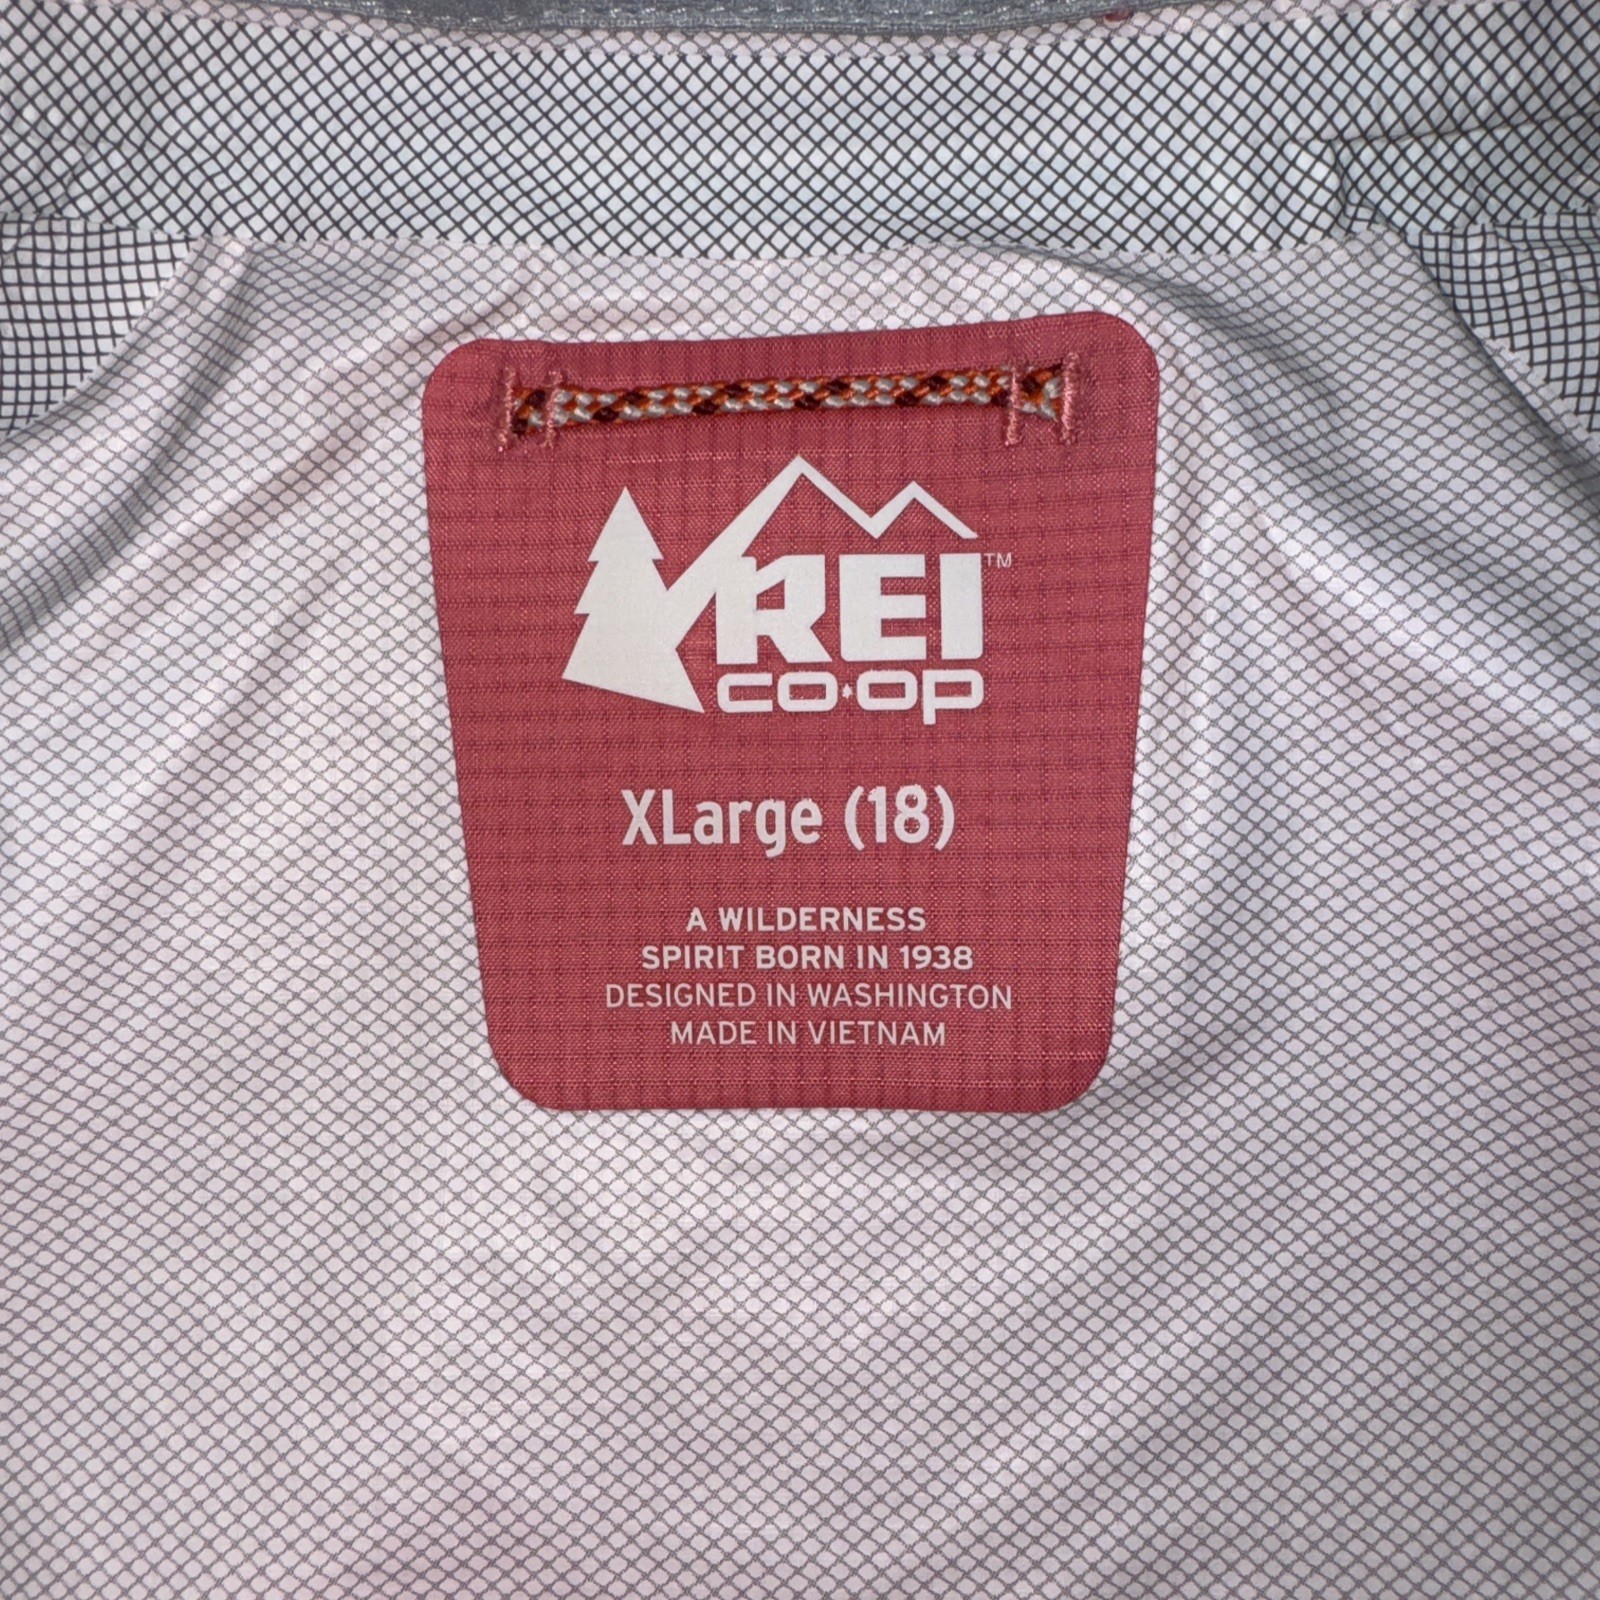 REI™
CO·OP
XLarge (18)
A WILDERNESS
SPIRIT BORN IN 1938
DESIGNED IN WASHINGTON
MADE IN VIETNAM